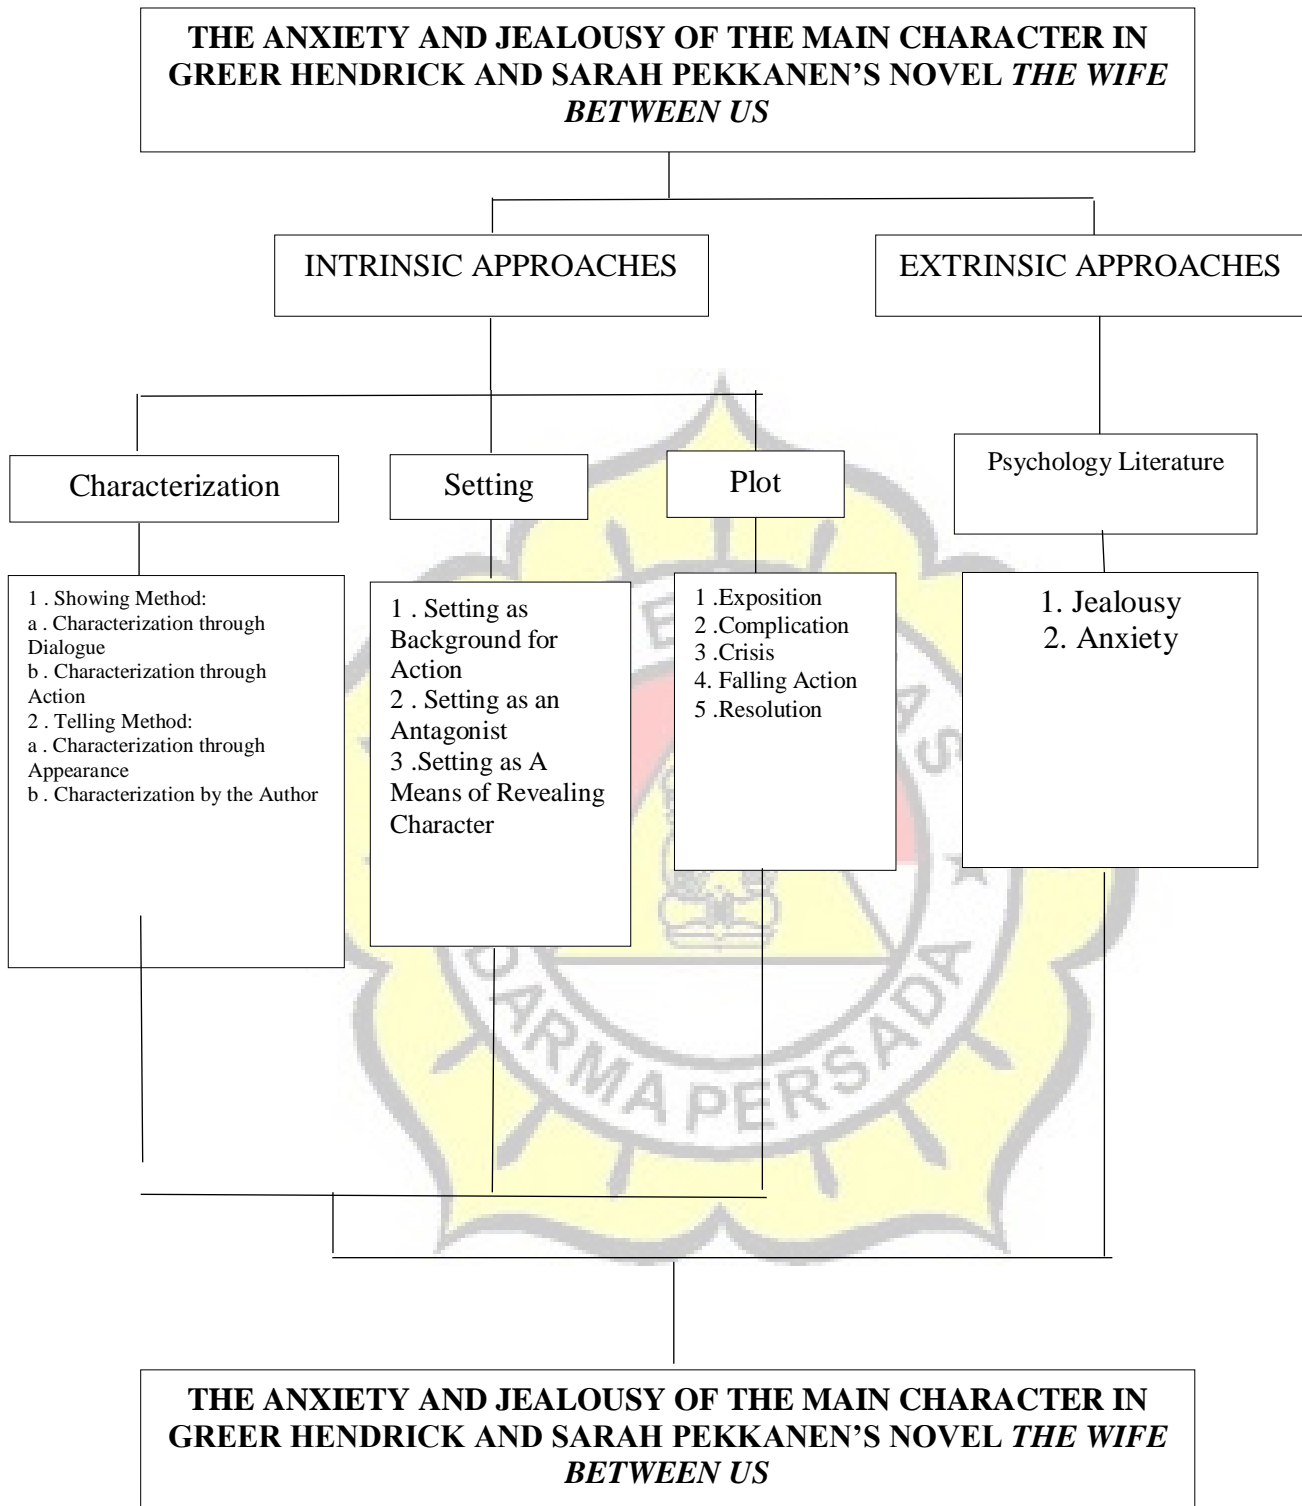 THE ANXIETY AND JEALOUSY OF THE MAIN CHARACTER IN
GREER HENDRICK AND SARAH PEKKANEN’S NOVEL THE WIFE
BETWEEN US
INTRINSIC APPROACHES
EXTRINSIC APPROACHES
Characterization
Setting
Plot
Psychology Literature
1 . Showing Method:
a . Characterization through
Dialogue
b . Characterization through
Action
2 . Telling Method:
a . Characterization through
Appearance
b . Characterization by the Author
1 . Setting as
Background for
Action
2 . Setting as an
Antagonist
3 .Setting as A
Means of Revealing
Character
1 .Exposition
2 .Complication
3 .Crisis
4. Falling Action
5 .Resolution
1. Jealousy
2. Anxiety
DARMA PERSADA
THE ANXIETY AND JEALOUSY OF THE MAIN CHARACTER IN
GREER HENDRICK AND SARAH PEKKANEN’S NOVEL THE WIFE
BETWEEN US